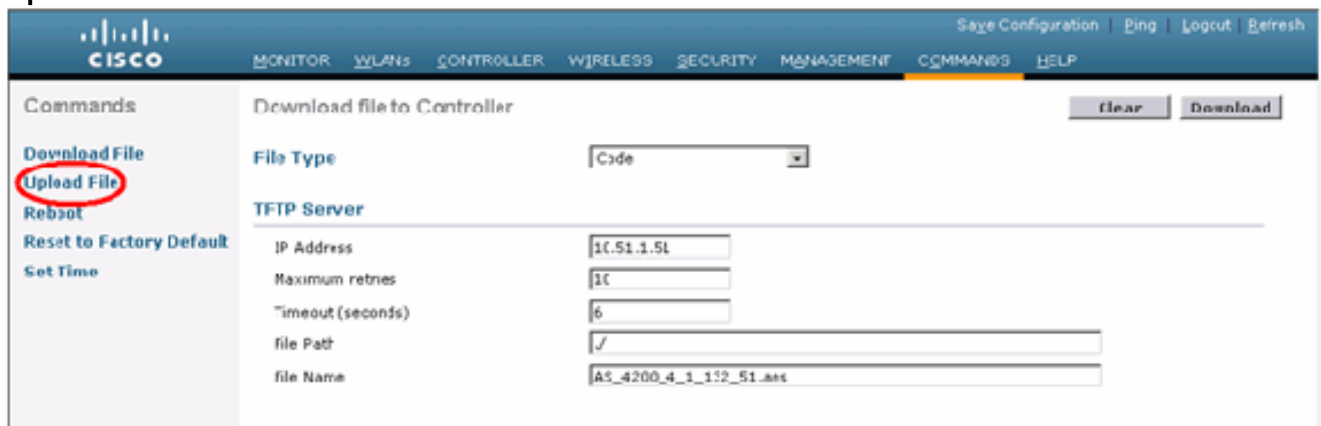 Save Configuration | Ping | Logout | Refresh
CISCO
MONITOR WLANs CONTROLLER WIRELESS SECURITY MANAGEMENT COMMANDS HELP
Commands
Download File
Upload File
Reboot
Reset to Factory Default
Set Time
Download file to Controller
Clear Download
File Type Code
TFTP Server
IP Address
Maximum retries 10
Timeout (seconds) 6
File Path ./
File Name